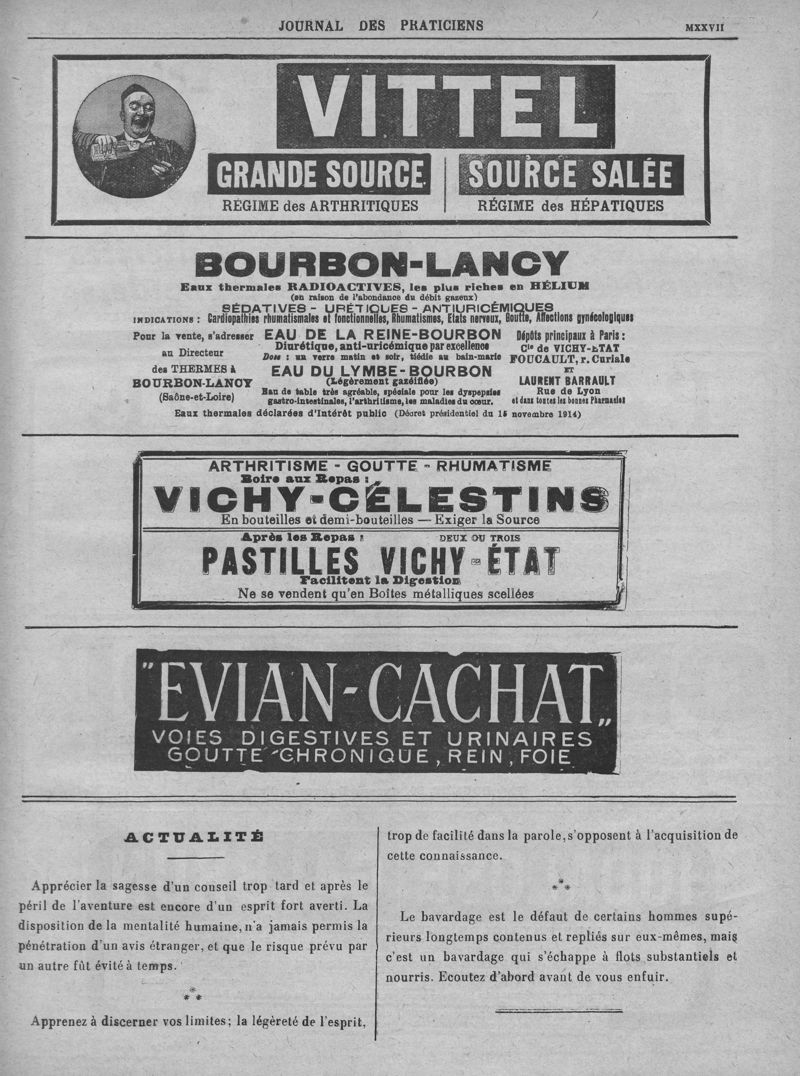 JOURNAL DES PRATICIENS MXXVII
VITTEL
GRANDE SOURCE
RÉGIME des ARTHRITIQUES
SOURCE SALÉE
RÉGIME des HÉPATIQUES
BOURBON-LANCY
Eaux thermales RADIOACTIVES, les plus riches en HÉLIUM
(en raison de l'abondance du débit gazeux)
SÉDATIVES - URÉTIQUES - ANTIURICÉMIQUES
INDICATIONS : Cardiopathies rhumatismales et fonctionnelles, Rhumatismes, Etats nerveux, Goutte, Affections gynécologiques
Pour la vente, s'adresser
au Directeur
des THERMES à
BOURBON-LANCY
(Saône-et-Loire)
EAU DE LA REINE-BOURBON
Diurétique, anti-uricémique par excellence
Dose : un verre matin et soir, tiédie au bain-marie
EAU DU LYMBE-BOURBON
(Légèrement gazéifiée)
Eau de table très agréable, spéciale pour les dyspepsies
gastro-intestinales, l'arthritisme, les maladies du cœur.
Dépôts principaux à Paris :
Cie de VICHY-ETAT
FOUCAULT, r. Curiale
ET
LAURENT BARRAULT
Rue de Lyon
et dans toutes les bonnes Pharmacies
Eaux thermales déclarées d'Intérêt public (Décret présidentiel du 15 novembre 1914)
ARTHRITISME - GOUTTE - RHUMATISME
Boire aux Repas :
VICHY-CÉLESTINS
En bouteilles et demi-bouteilles — Exiger la Source
Après les Repas : DEUX OU TROIS
PASTILLES VICHY-ÉTAT
Facilitent la Digestion
Ne se vendent qu'en Boîtes métalliques scellées
"EVIAN-CACHAT„
VOIES DIGESTIVES ET URINAIRES
GOUTTE CHRONIQUE, REIN, FOIE
ACTUALITÉ
Apprécier la sagesse d'un conseil trop tard et après le
péril de l'aventure est encore d'un esprit fort averti. La
disposition de la mentalité humaine, n'a jamais permis la
pénétration d'un avis étranger, et que le risque prévu par
un autre fût évité à temps.
* * *
Apprenez à discerner vos limites; la légèreté de l'esprit,
trop de facilité dans la parole, s'opposent à l'acquisition de
cette connaissance.
* * *
Le bavardage est le défaut de certains hommes supé-
rieurs longtemps contenus et repliés sur eux-mêmes, mais
c'est un bavardage qui s'échappe à flots substantiels et
nourris. Ecoutez d'abord avant de vous enfuir.